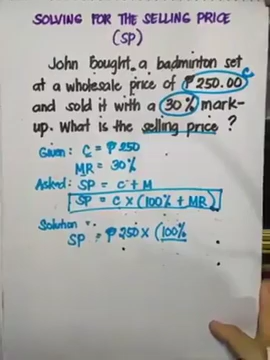 SOLVING FOR THE SELLING PRICE
(SP)
John Bought a badminton set
at a wholesale price of ₱250.00 C
and sold it with a 30% mark-
up. What is the selling price ?
Given: C = ₱250
MR = 30%
Asked: SP = C + M
SP = C × (100% + MR)
Solution =
SP = ₱250 × (100%